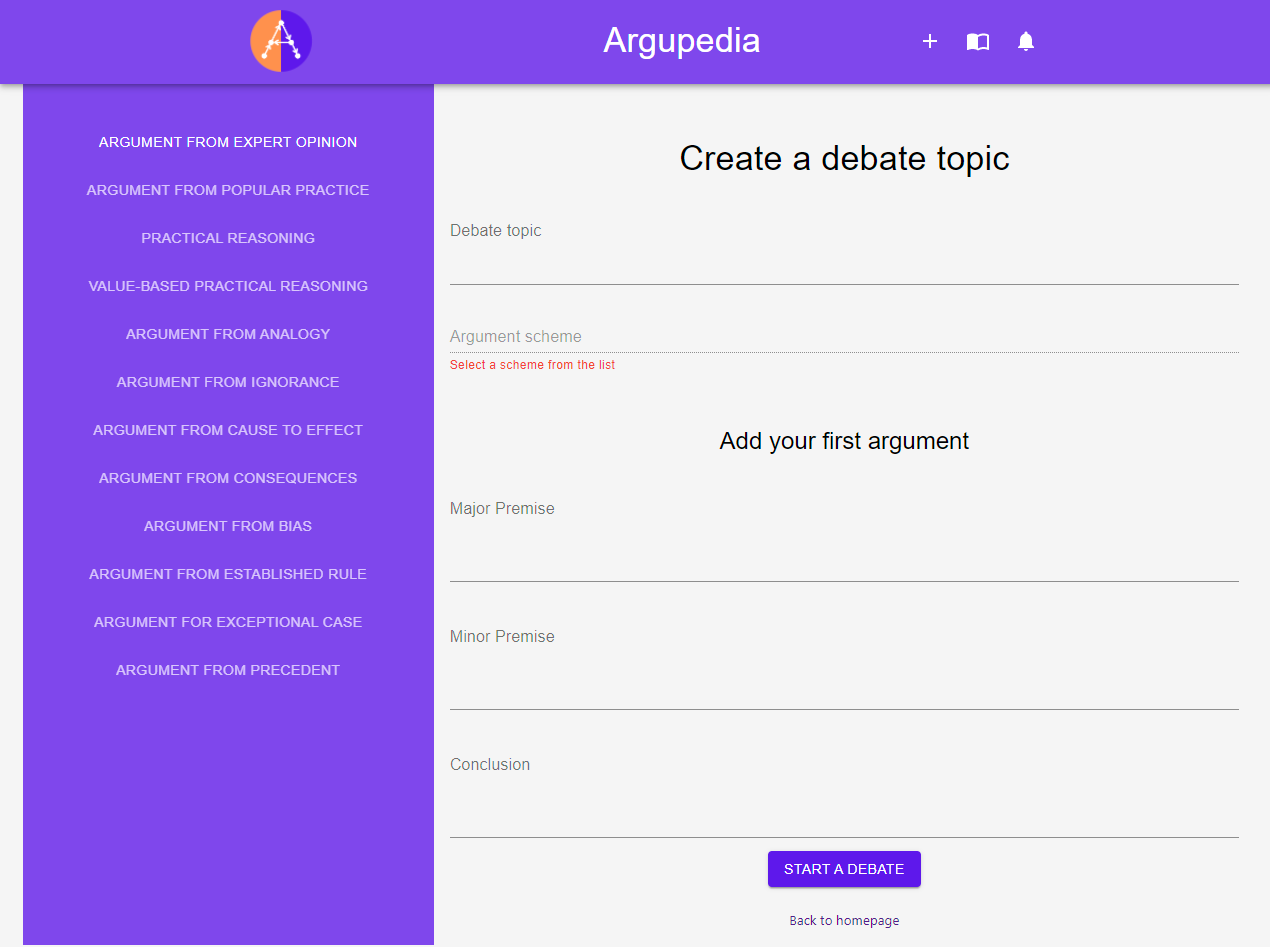 Argupedia
ARGUMENT FROM EXPERT OPINION
ARGUMENT FROM POPULAR PRACTICE
PRACTICAL REASONING
VALUE-BASED PRACTICAL REASONING
ARGUMENT FROM ANALOGY
ARGUMENT FROM IGNORANCE
ARGUMENT FROM CAUSE TO EFFECT
ARGUMENT FROM CONSEQUENCES
ARGUMENT FROM BIAS
ARGUMENT FROM ESTABLISHED RULE
ARGUMENT FOR EXCEPTIONAL CASE
ARGUMENT FROM PRECEDENT
Create a debate topic
Debate topic
Argument scheme
Select a scheme from the list
Add your first argument
Major Premise
Minor Premise
Conclusion
START A DEBATE
Back to homepage